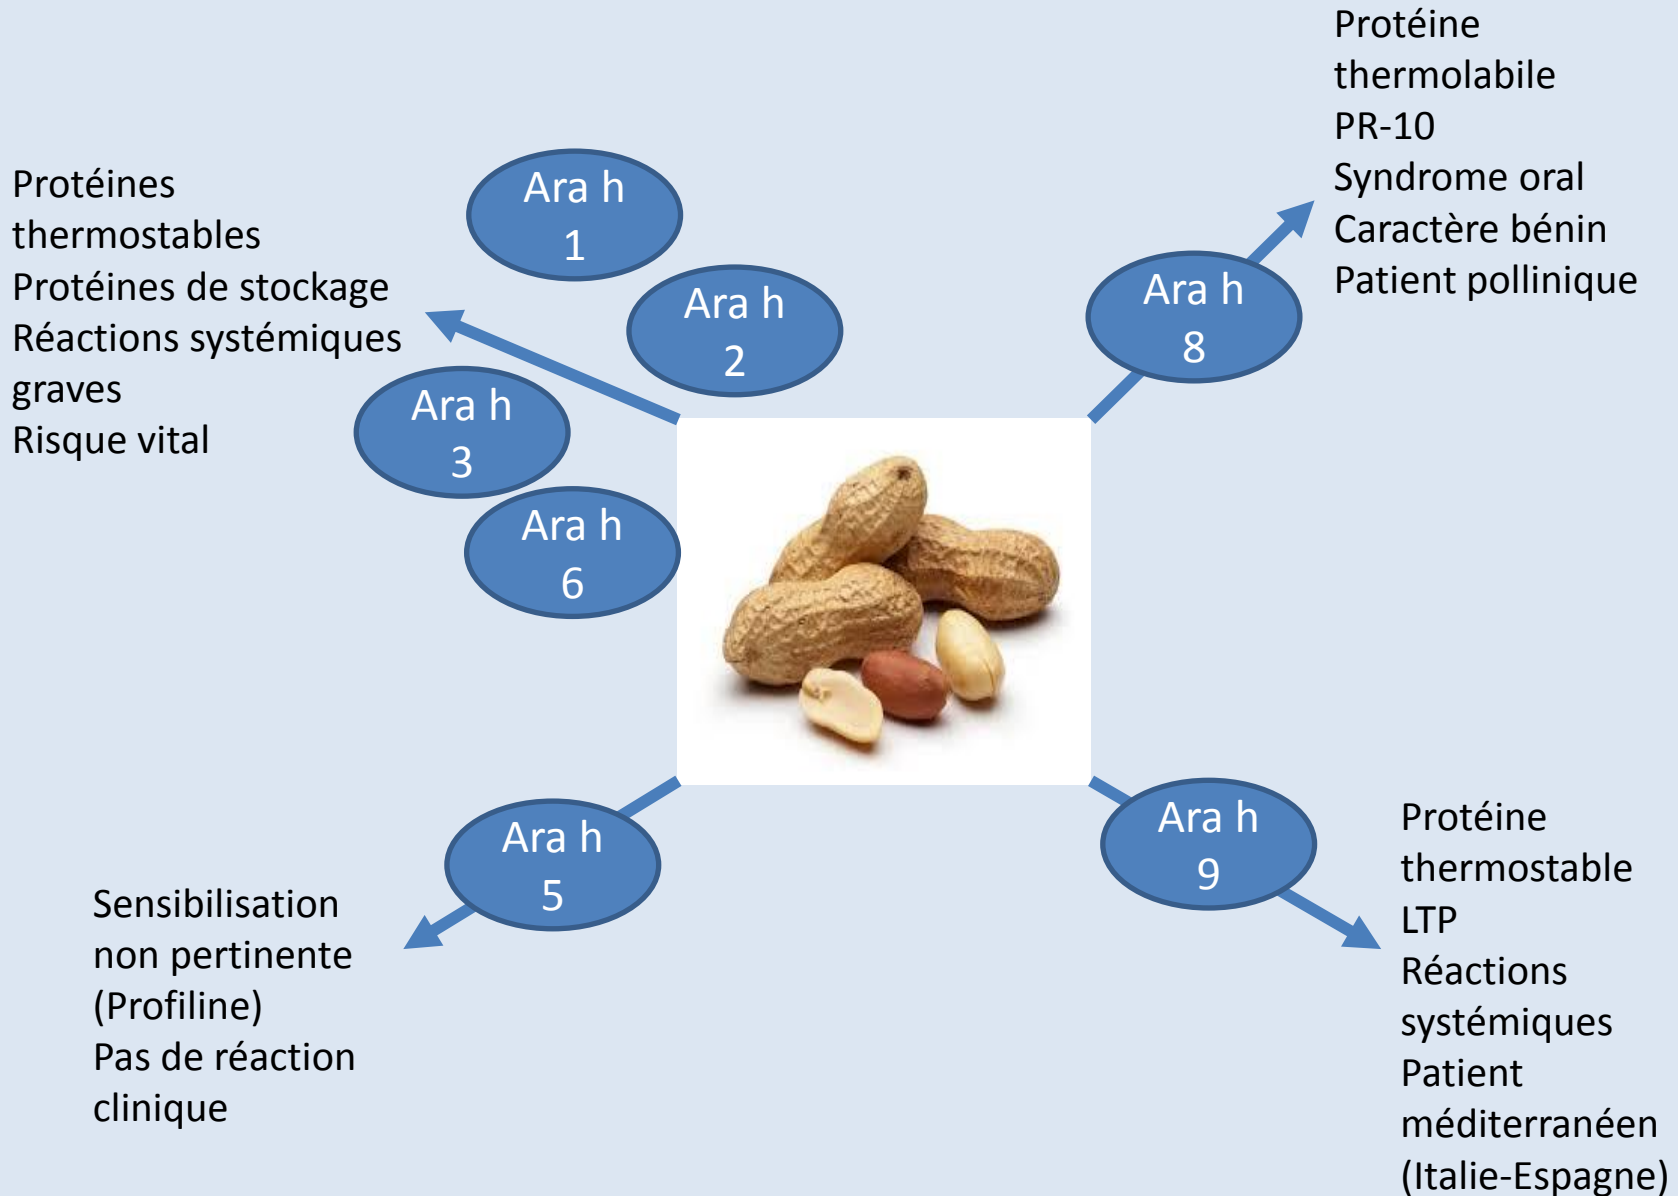 Protéines
thermostables
Protéines de stockage
Réactions systémiques
graves
Risque vital
Ara h
1
Ara h
2
Ara h
3
Ara h
6
Protéine
thermolabile
PR-10
Syndrome oral
Caractère bénin
Patient pollinique
Ara h
8
Ara h
5
Sensibilisation
non pertinente
(Profiline)
Pas de réaction
clinique
Ara h
9
Protéine
thermostable
LTP
Réactions
systémiques
Patient
méditerranéen
(Italie-Espagne)